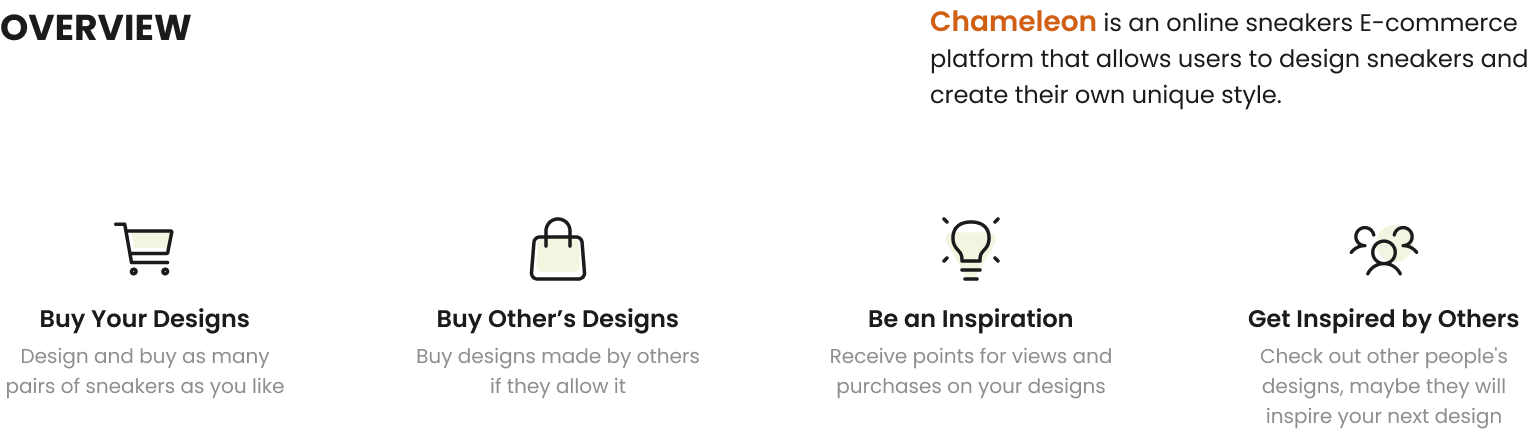 OVERVIEW
Chameleon is an online sneakers E-commerce
platform that allows users to design sneakers and
create their own unique style.
Buy Your Designs
Design and buy as many
pairs of sneakers as you like
Buy Other’s Designs
Buy designs made by others
if they allow it
Be an Inspiration
Receive points for views and
purchases on your designs
Get Inspired by Others
Check out other people's
designs, maybe they will
inspire your next design